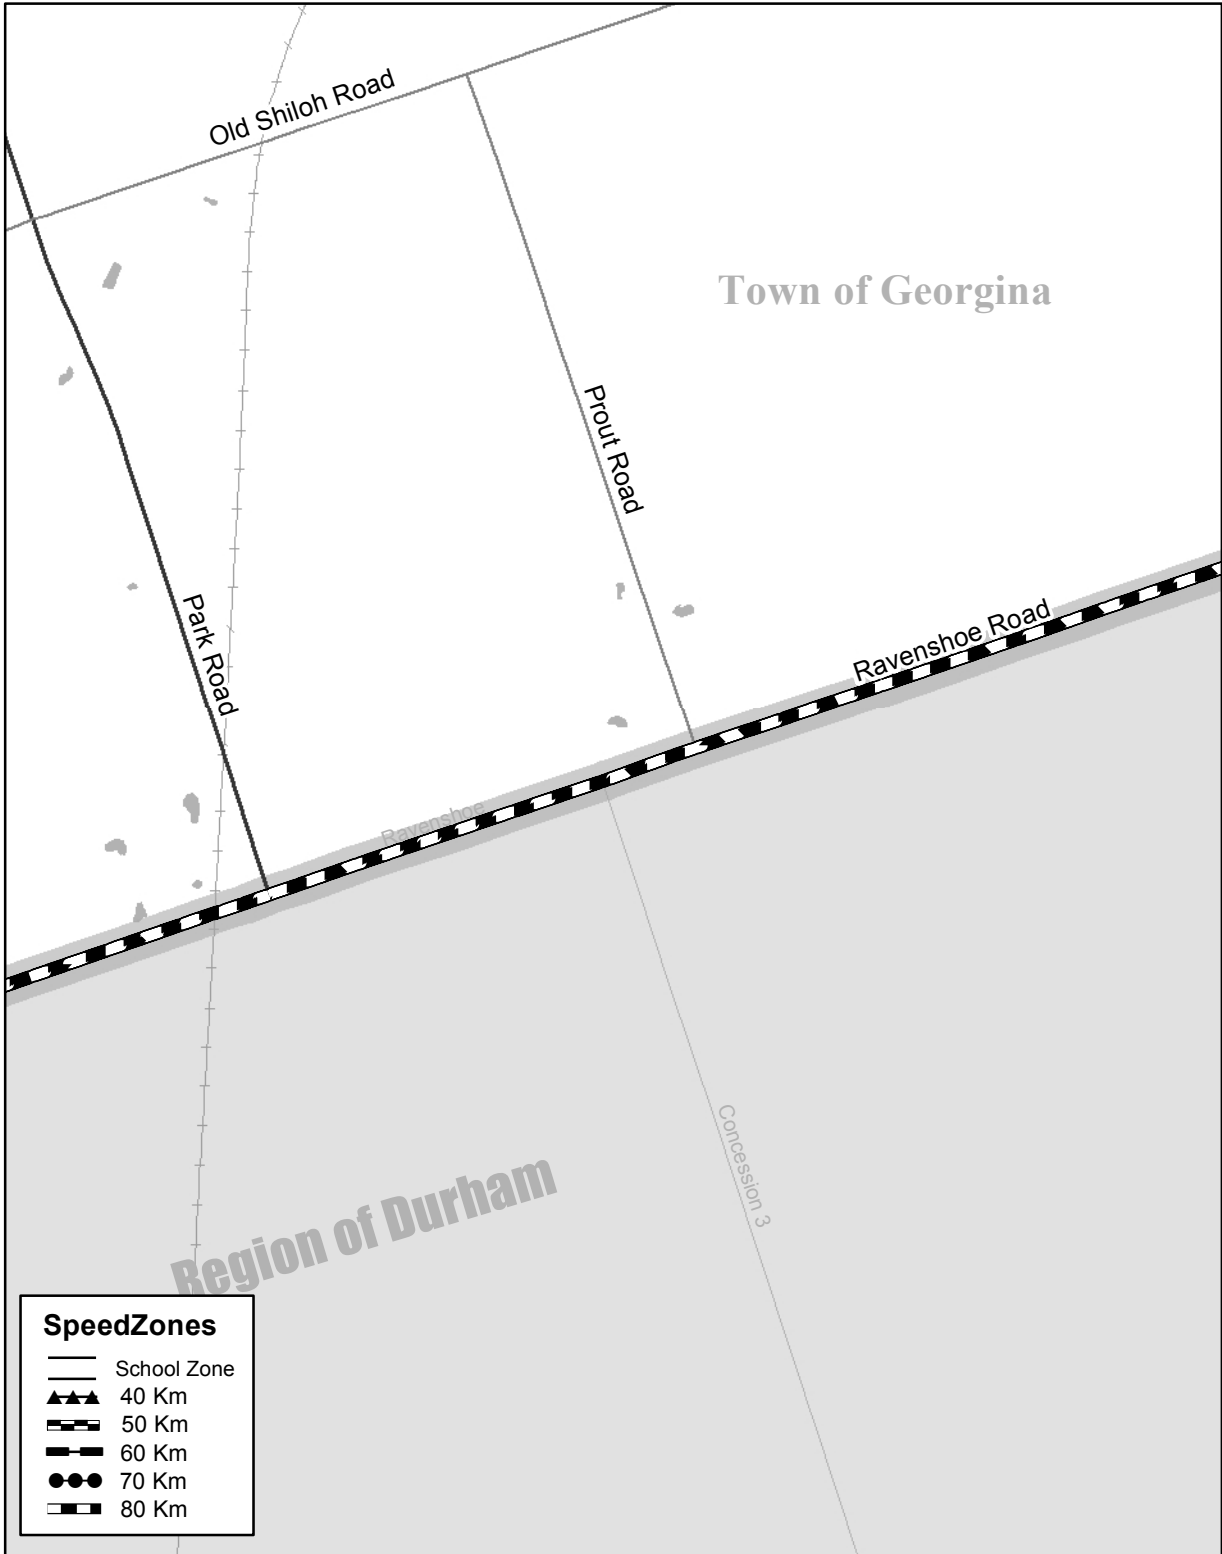 Old Shiloh Road
Town of Georgina
Prout Road
Park Road
Ravenshoe Road
Ravenshoe
Concession 3
Region of Durham
SpeedZones
School Zone
40 Km
50 Km
60 Km
70 Km
80 Km